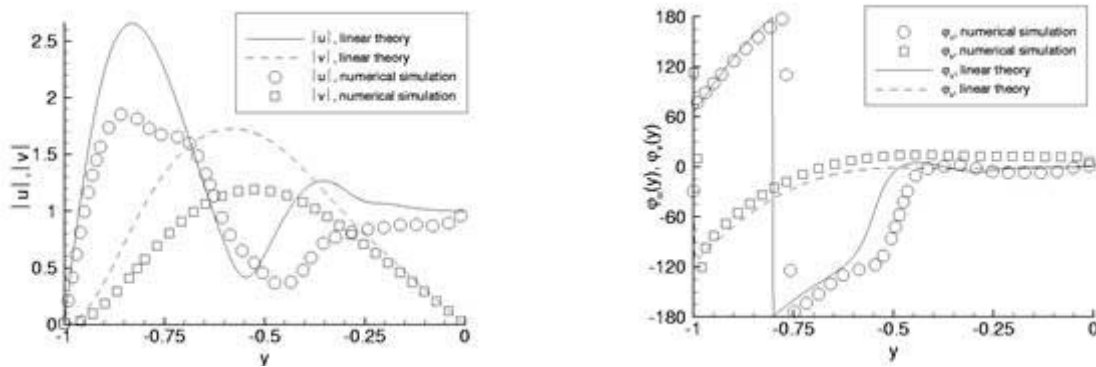 |u|, linear theory
|v|, linear theory
|u|, numerical simulation
|v|, numerical simulation
2.5
2
1.5
1
0.5
0
|u|, |v|
-1
-0.75
-0.5
-0.25
0
y
φᵤ, numerical simulation
φᵥ, numerical simulation
φᵤ, linear theory
φᵥ, linear theory
180
120
60
0
-60
-120
-180
φᵤ(y), φᵥ(y)
-1
-0.75
-0.5
-0.25
0
y